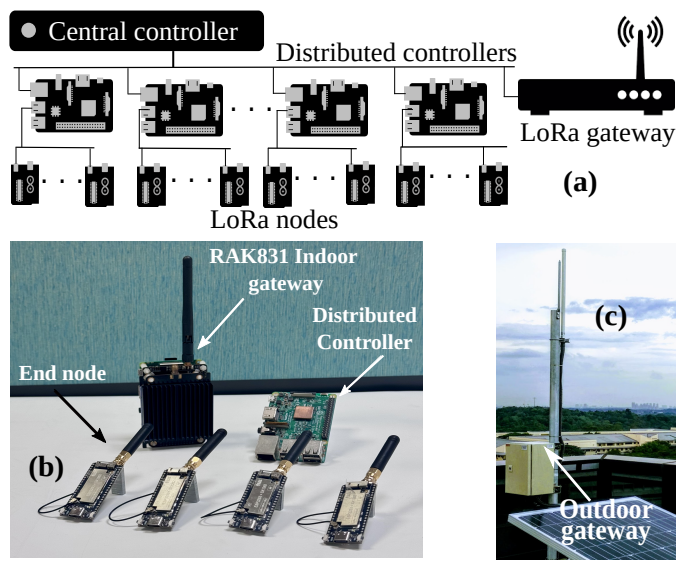 Central controller
Distributed controllers
LoRa gateway
(a)
LoRa nodes
RAK831 Indoor
gateway
Distributed
Controller
End node
(b)
(c)
Outdoor
gateway